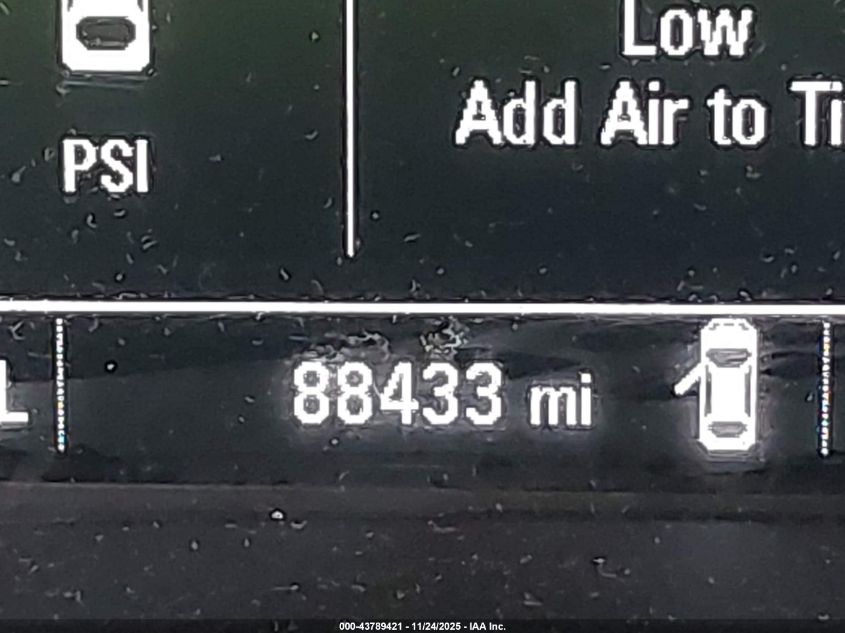 Low
Add Air to Ti
PSI
L
88433 mi
000-43789421 - 11/24/2025 - IAA Inc.